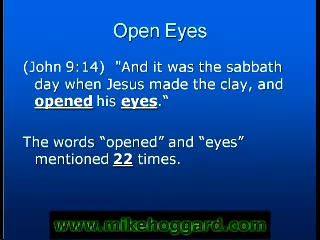 Open Eyes
(John 9:14)  "And it was the sabbath
day when Jesus made the clay, and
opened his eyes.“
The words “opened” and “eyes”
mentioned 22 times.
www.mikehoggard.com